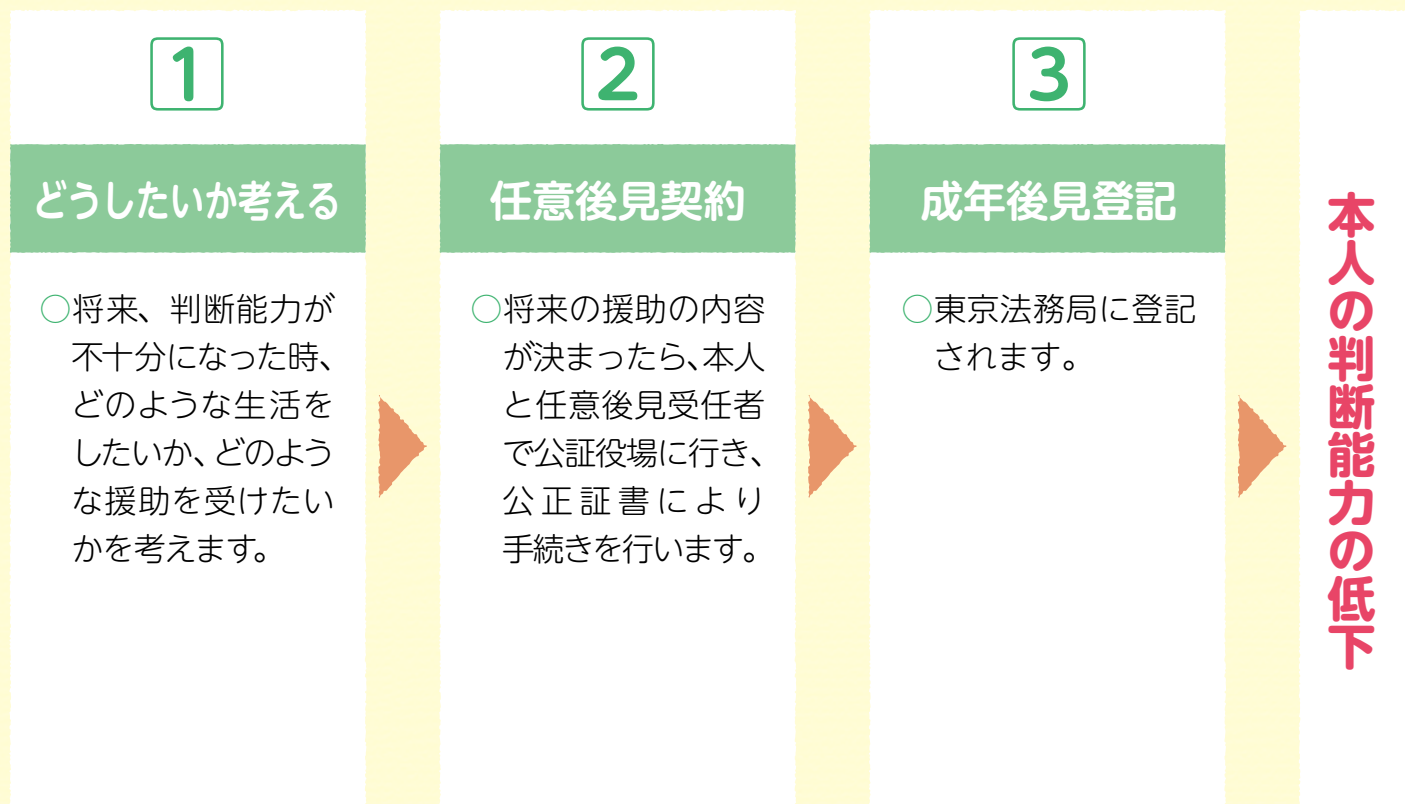 1
どうしたいか考える
○将来、判断能力が
不十分になった時、
どのような生活を
したいか、どのよう
な援助を受けたい
かを考えます。
2
任意後見契約
○将来の援助の内容
が決まったら、本人
と任意後見受任者
で公証役場に行き、
公正証書により
手続きを行います。
3
成年後見登記
○東京法務局に登記
されます。
本人の判断能力の低下